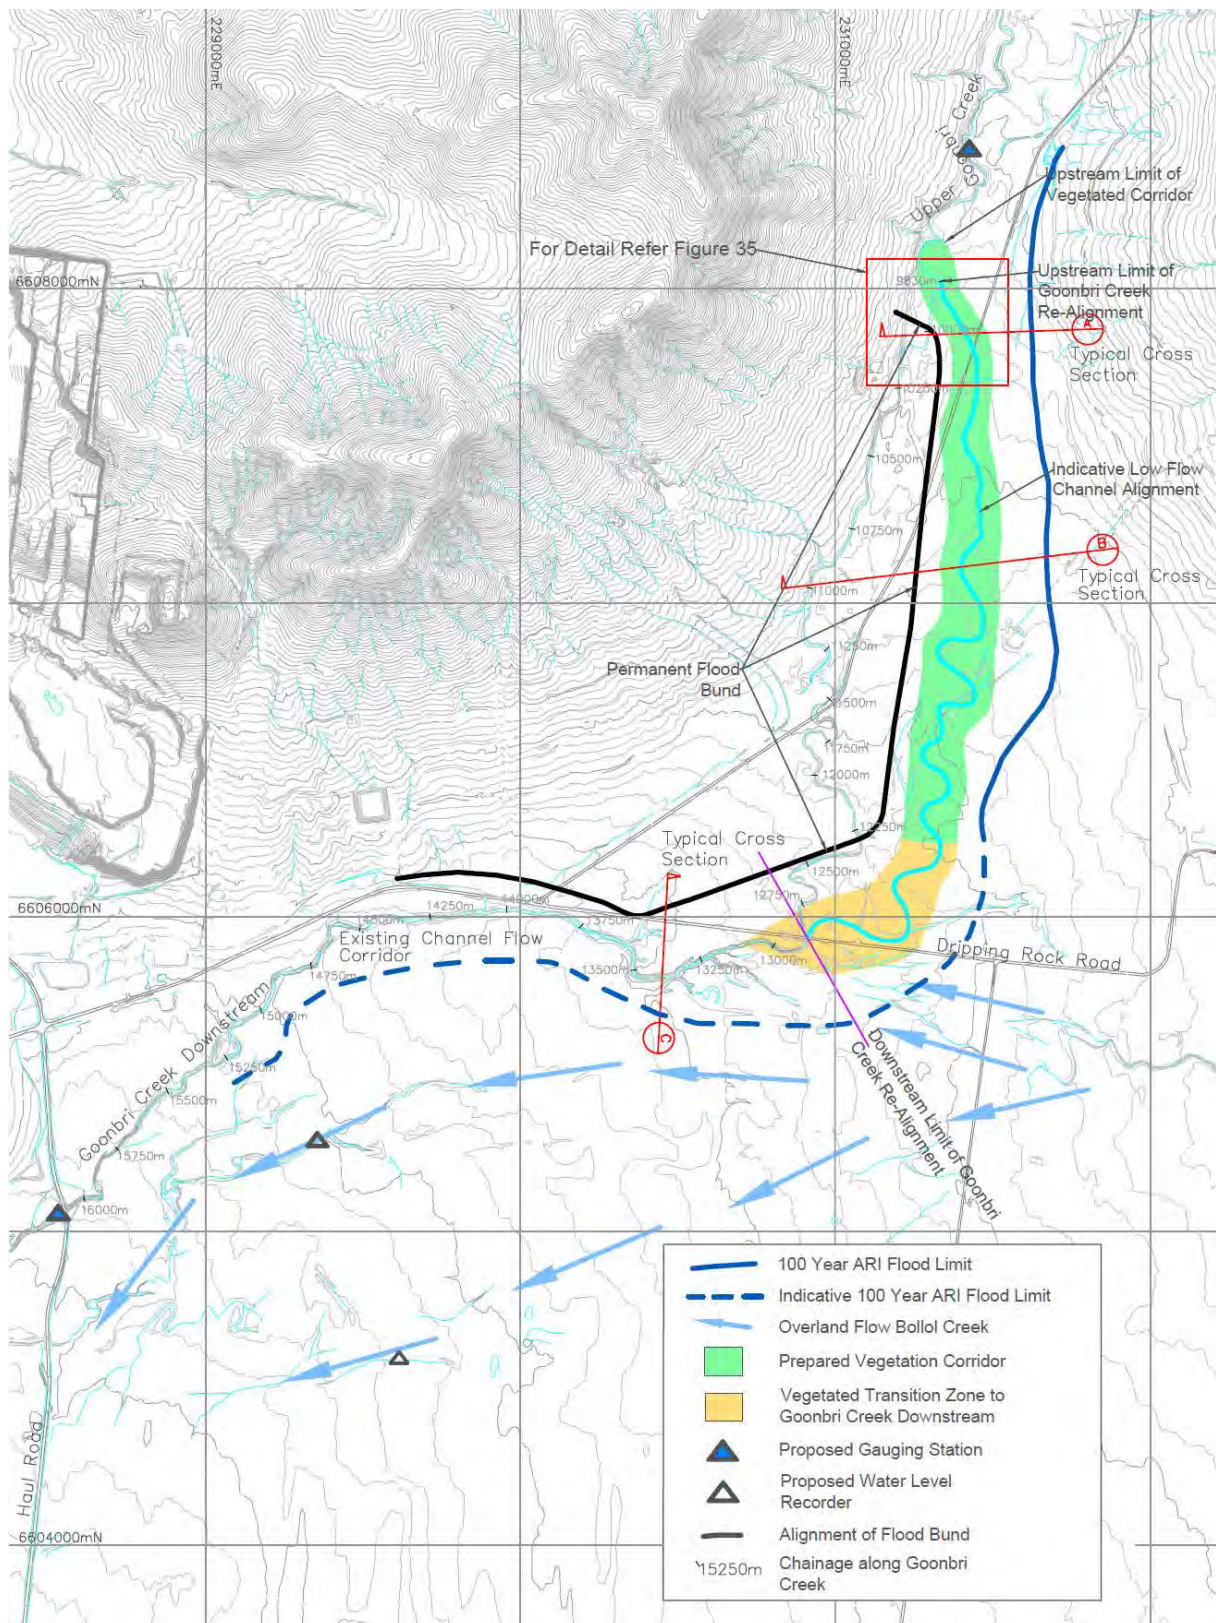 229000mE
231000mE
Upper Goonbri Creek
Upstream Limit of
Vegetated Corridor
For Detail Refer Figure 35
6608000mN
9830m
Upstream Limit of
Goonbri Creek
Re-Alignment
10000m
A
Typical Cross
Section
10250m
10500m
Indicative Low Flow
Channel Alignment
10750m
B
Typical Cross
Section
11000m
11250m
Permanent Flood
Bund
11500m
11750m
12000m
12250m
Typical Cross
Section
12500m
12750m
6606000mN
14500m
14250m
14000m
13750m
Existing Channel Flow
Corridor
Dripping Rock Road
14750m
13500m
13250m
13000m
15000m
Goonbri Creek Downstream
15250m
C
15500m
Downstream Limit of Goonbri
Creek Re-Alignment
15750m
16000m
100 Year ARI Flood Limit
Indicative 100 Year ARI Flood Limit
Overland Flow Bollol Creek
Prepared Vegetation Corridor
Vegetated Transition Zone to
Goonbri Creek Downstream
Proposed Gauging Station
Proposed Water Level
Recorder
Alignment of Flood Bund
15250m
Chainage along Goonbri
Creek
Haul Road
6604000mN